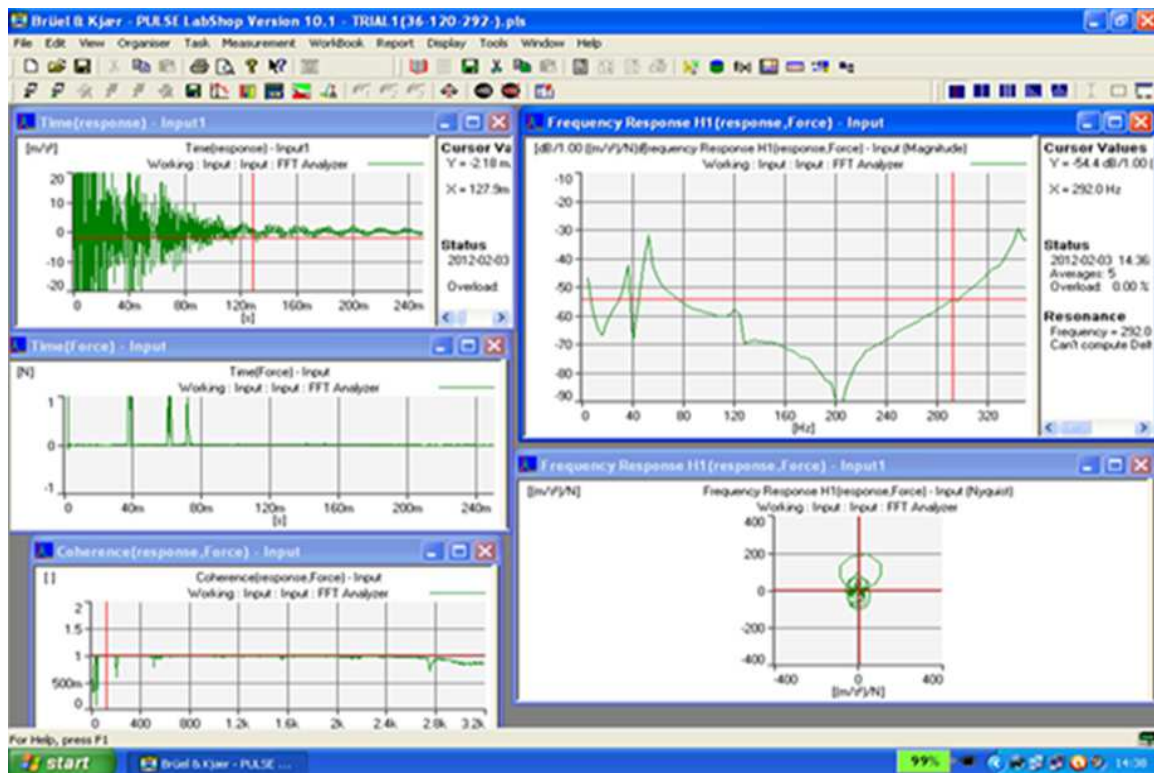 Brüel & Kjær - PULSE LabShop Version 10.1 - TRIAL1(36-120-292-).pls
File Edit View Organiser Task Measurement WorkBook Report Display Tools Window Help
Time(response) - Input1
[m/s²] Time(response) - Input1
Working : Input : Input : FFT Analyzer
20
10
0
-10
-20
0 40m 80m 120m 160m 200m 240m
[s]
Cursor Va
Y = -2.18 m
X = 127.9m
Status
2012-02-03
Overload:
Time(Force) - Input
[N] Time(Force) - Input
Working : Input : Input : FFT Analyzer
1
0
-1
0 40m 80m 120m 160m 200m 240m
[s]
Coherence(response,Force) - Input
[ ] Coherence(response,Force) - Input
Working : Input : Input : FFT Analyzer
2
1.5
1
500m
0
0 400 800 1.2k 1.6k 2k 2.4k 2.8k 3.2k
Frequency Response H1(response,Force) - Input
[dB/1.00 (m/s²)/N] Frequency Response H1(response,Force) - Input (Magnitude)
Working : Input : Input : FFT Analyzer
-10
-20
-30
-40
-50
-60
-70
-80
-90
0 40 80 120 160 200 240 280 320
[Hz]
Cursor Values
Y = -54.4 dB/1.00 (
X = 292.0 Hz
Status
2012-02-03 14:36
Averages: 5
Overload: 0.00 %
Resonance
Frequency = 292.0
Can't compute Delt
Frequency Response H1(response,Force) - Input1
[(m/s²)/N] Frequency Response H1(response,Force) - Input (Nyquist)
Working : Input : Input : FFT Analyzer
400
200
0
-200
-400
-400 0 400
[(m/s²)/N]
For Help, press F1
start Brüel & Kjær - PULSE ... 99% 14:38